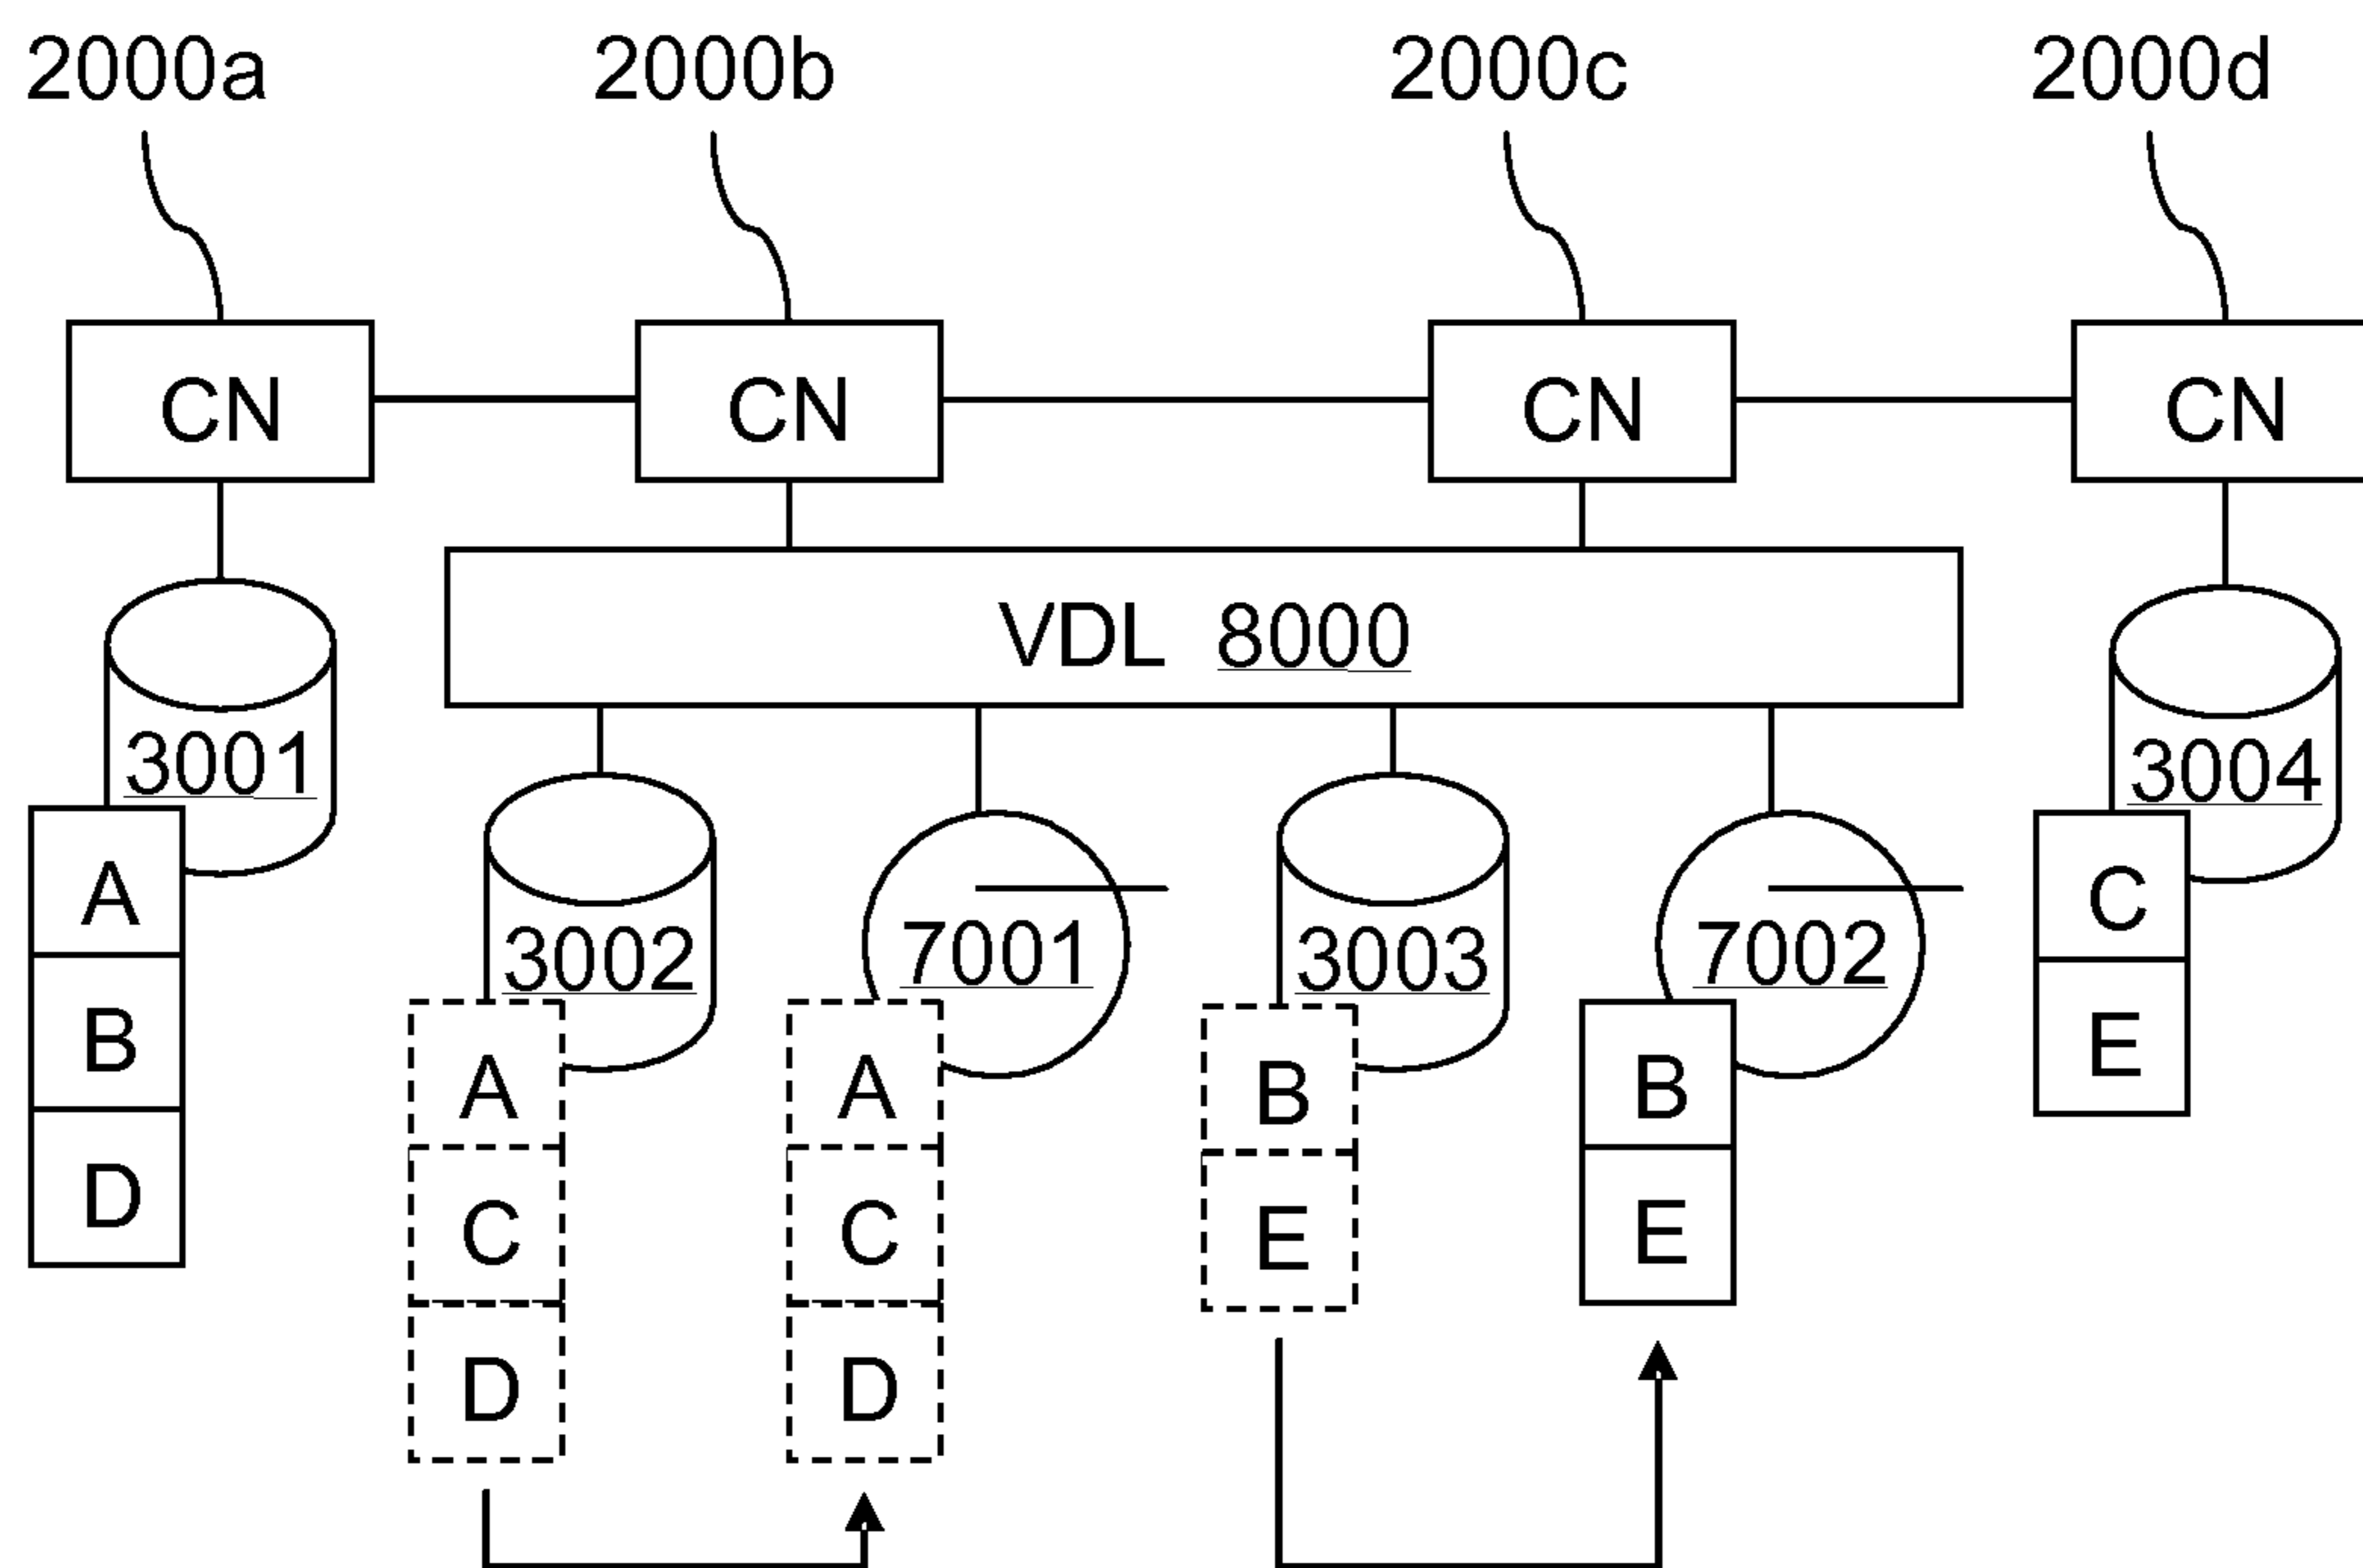 2000a 2000b 2000c 2000d
CN CN CN CN
VDL 8000
3001 3004
3002 7001 3003 7002
A C
B E
D
A A B B
C C E E
D D